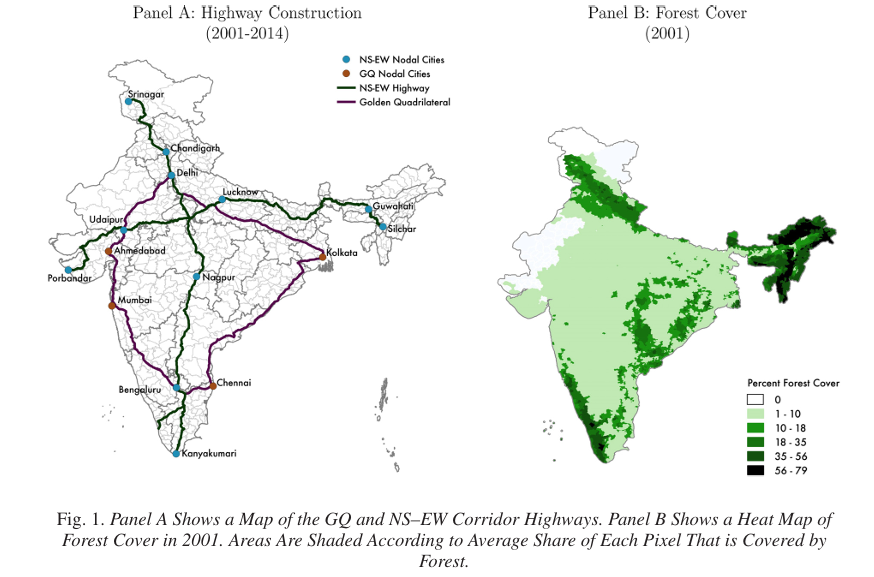 Panel A: Highway Construction
(2001-2014)
Panel B: Forest Cover
(2001)
NS-EW Nodal Cities
GQ Nodal Cities
NS-EW Highway
Golden Quadrilateral
Srinagar
Chandigarh
Delhi
Lucknow
Guwahati
Udaipur
Silchar
Ahmedabad
Kolkata
Porbandar
Nagpur
Mumbai
Bengaluru
Chennai
Kanyakumari
Percent Forest Cover
0
1 - 10
10 - 18
18 - 35
35 - 56
56 - 79
Fig. 1. Panel A Shows a Map of the GQ and NS–EW Corridor Highways. Panel B Shows a Heat Map of
Forest Cover in 2001. Areas Are Shaded According to Average Share of Each Pixel That is Covered by
Forest.